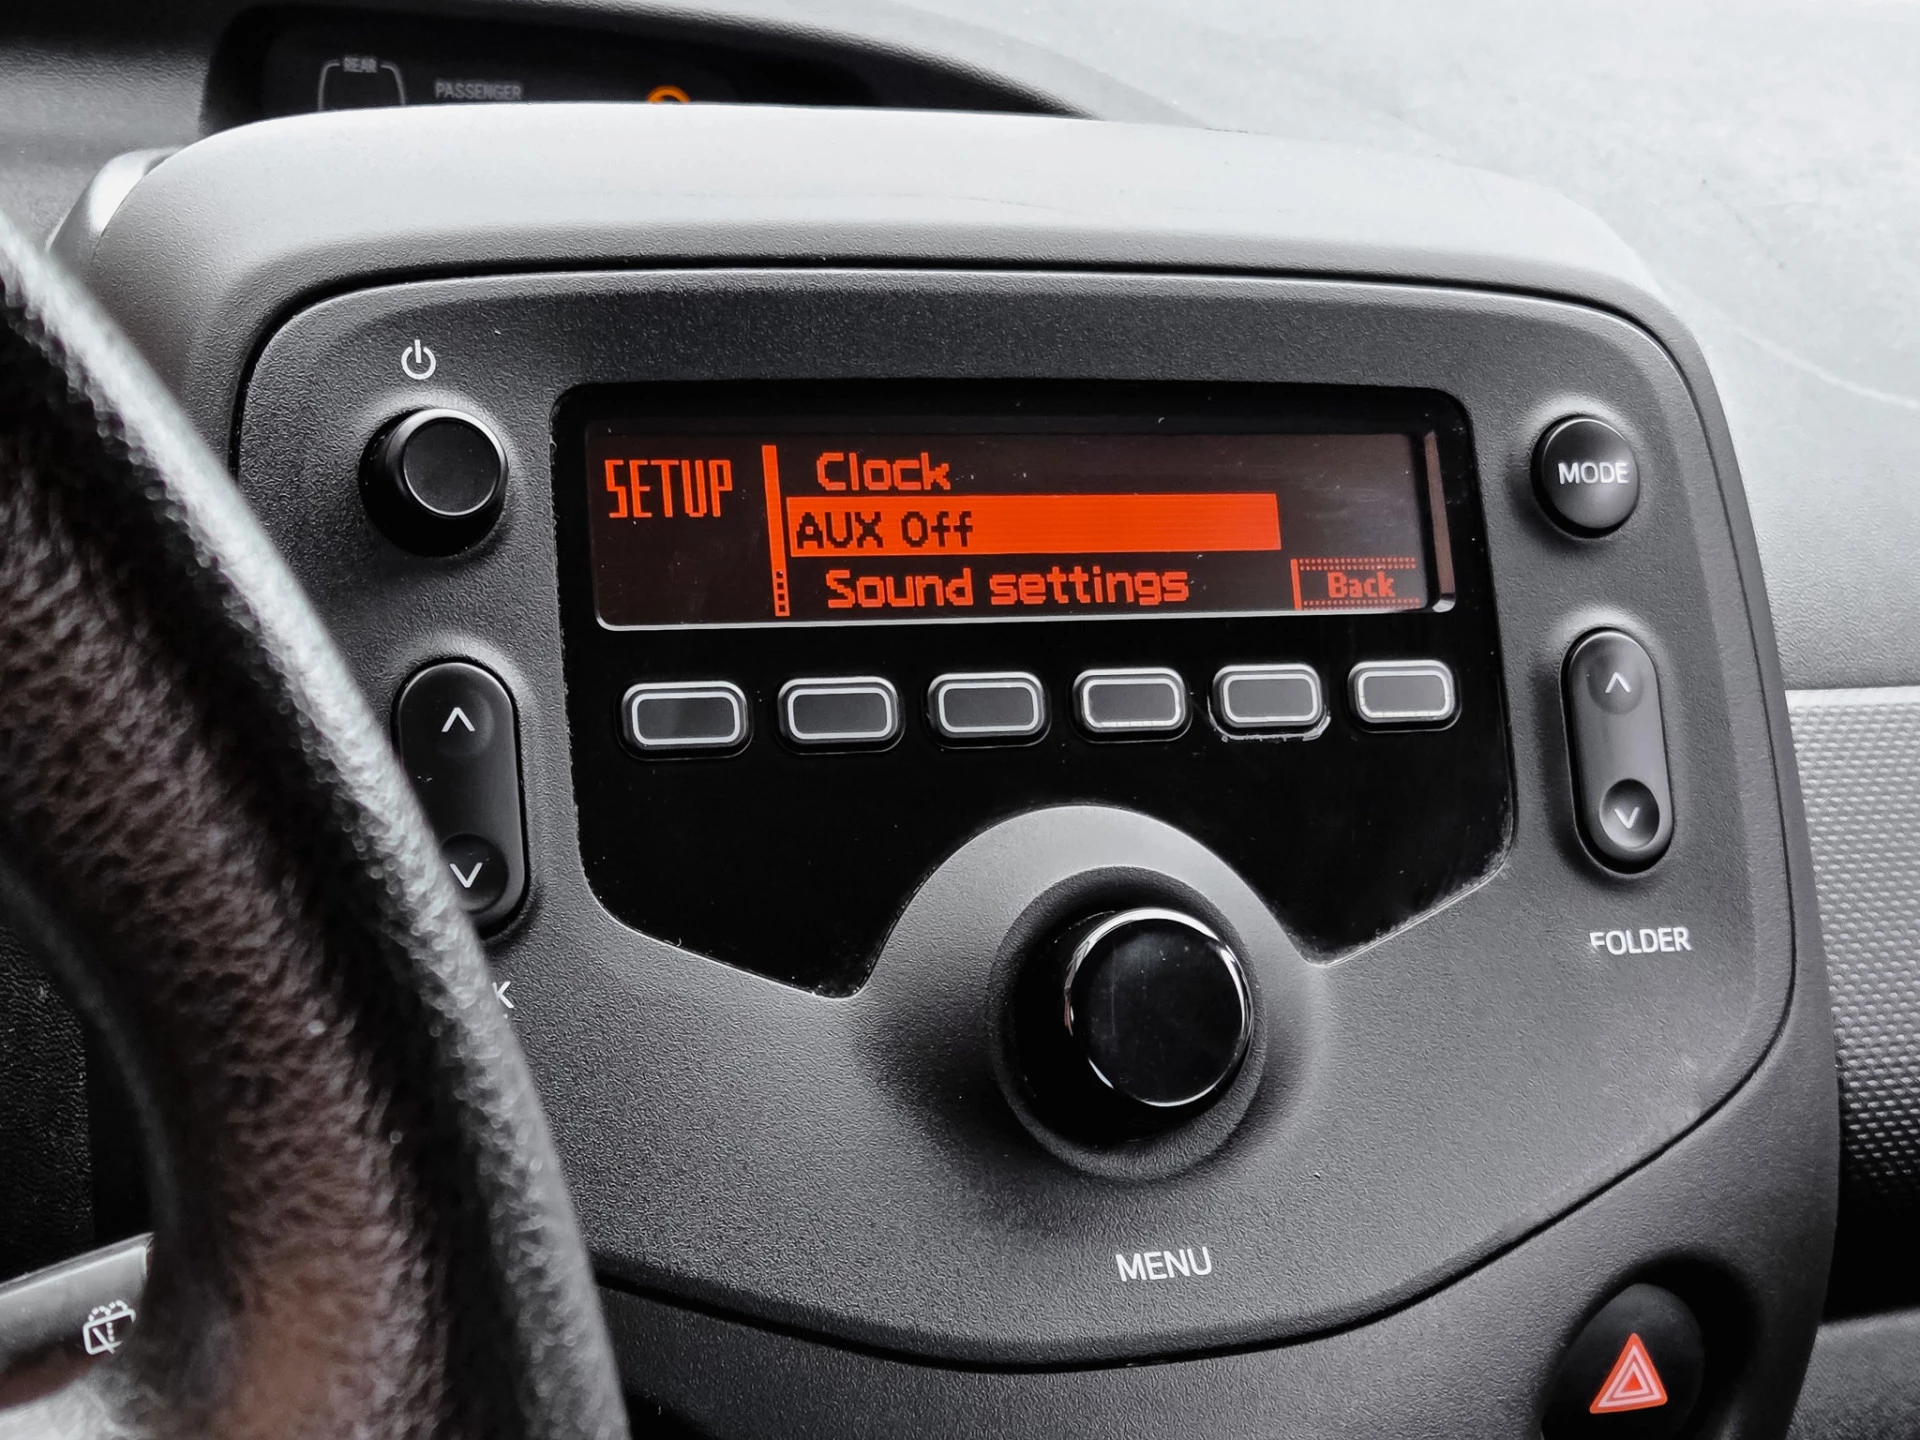 REAR
PASSENGER
SETUP
Clock
AUX Off
Sound settings
Back
MODE
FOLDER
MENU